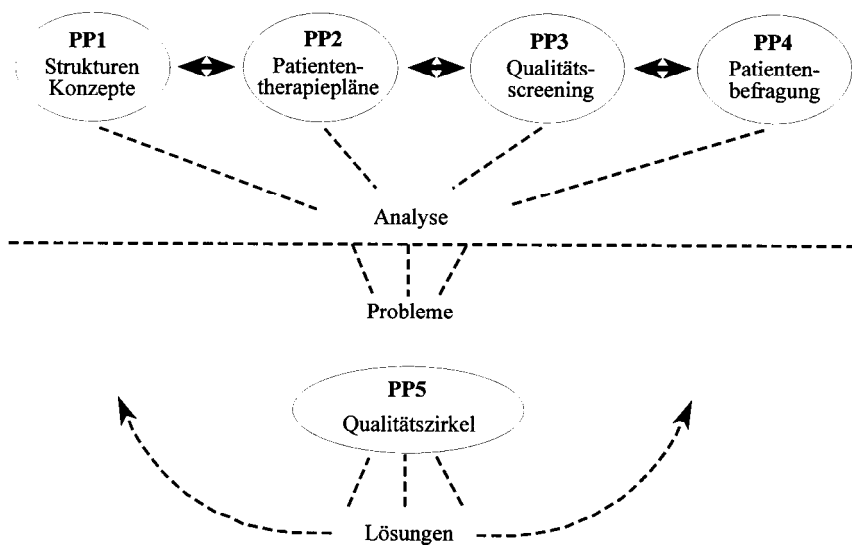 PP1
Strukturen
Konzepte
PP2
Patienten-
therapiepläne
PP3
Qualitäts-
screening
PP4
Patienten-
befragung
Analyse
Probleme
PP5
Qualitätszirkel
Lösungen